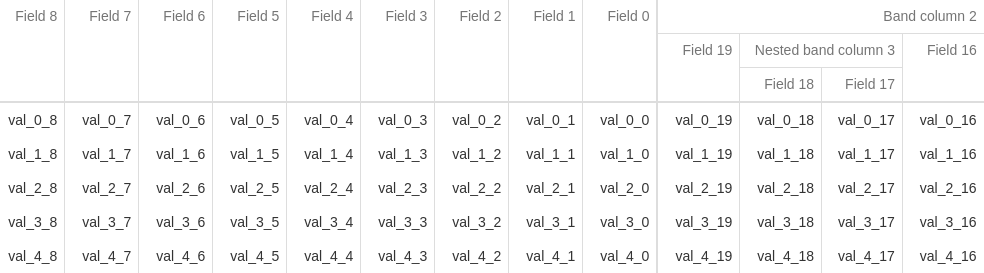 Field 8 Field 7 Field 6 Field 5 Field 4 Field 3 Field 2 Field 1 Field 0 Band column 2
Field 19 Nested band column 3 Field 16
Field 18 Field 17
val_0_8 val_0_7 val_0_6 val_0_5 val_0_4 val_0_3 val_0_2 val_0_1 val_0_0 val_0_19 val_0_18 val_0_17 val_0_16
val_1_8 val_1_7 val_1_6 val_1_5 val_1_4 val_1_3 val_1_2 val_1_1 val_1_0 val_1_19 val_1_18 val_1_17 val_1_16
val_2_8 val_2_7 val_2_6 val_2_5 val_2_4 val_2_3 val_2_2 val_2_1 val_2_0 val_2_19 val_2_18 val_2_17 val_2_16
val_3_8 val_3_7 val_3_6 val_3_5 val_3_4 val_3_3 val_3_2 val_3_1 val_3_0 val_3_19 val_3_18 val_3_17 val_3_16
val_4_8 val_4_7 val_4_6 val_4_5 val_4_4 val_4_3 val_4_2 val_4_1 val_4_0 val_4_19 val_4_18 val_4_17 val_4_16